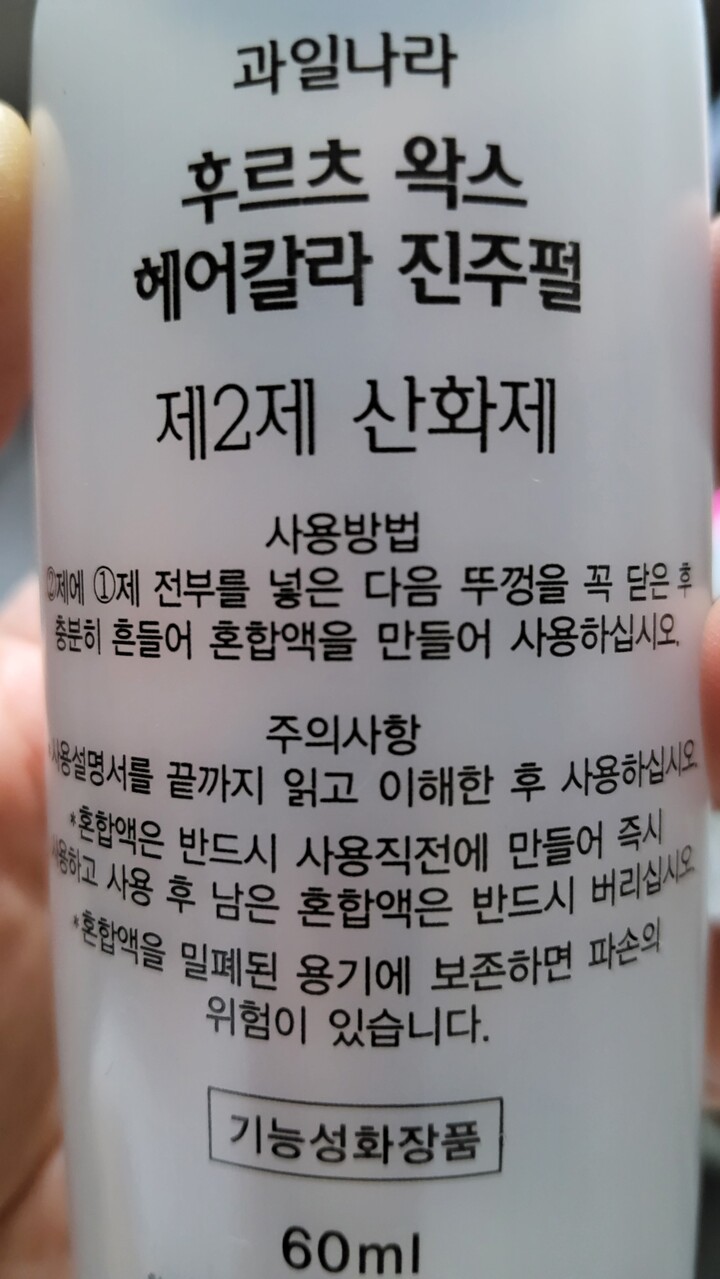 과일나라
후르츠 왁스
헤어칼라 진주펄
제2제 산화제
사용방법
②제에 ①제 전부를 넣은 다음 뚜껑을 꼭 닫은 후
충분히 흔들어 혼합액을 만들어 사용하십시오.
주의사항
*사용설명서를 끝까지 읽고 이해한 후 사용하십시오.
*혼합액은 반드시 사용직전에 만들어 즉시
사용하고 사용 후 남은 혼합액은 반드시 버리십시오.
*혼합액을 밀폐된 용기에 보존하면 파손의
위험이 있습니다.
기능성화장품
60ml